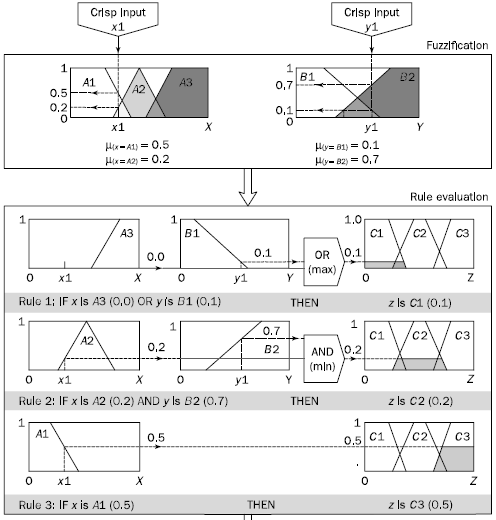 Crisp Input
x1
Crisp Input
y1
Fuzzification
1
0.5
0.2
0
A1
A2
A3
x1
X
μ(x=A1) = 0.5
μ(x=A2) = 0.2
1
0,7
0,1
0
B1
B2
y1
Y
μ(y=B1) = 0.1
μ(y=B2) = 0,7
Rule evaluation
1
A3
0
x1
X
0.0
1
B1
0
y1
Y
0.1
OR
(max)
0.1
1.0
C1
C2
C3
0
Z
Rule 1; IF x Is A3 (0,0) OR y Is B1 (0,1)
THEN
z Is C1 (0.1)
1
A2
0
x1
X
0,2
1
0.7
B2
0
y1
Y
AND
(min)
0.2
1
C1
C2
C3
0
Z
Rule 2: IF x Is A2 (0.2) AND y Is B2 (0.7)
THEN
z Is C2 (0.2)
1
A1
0
x1
X
0.5
1
0.5
C1
C2
C3
0
Z
Rule 3: IF x Is A1 (0.5)
THEN
z Is C3 (0.5)